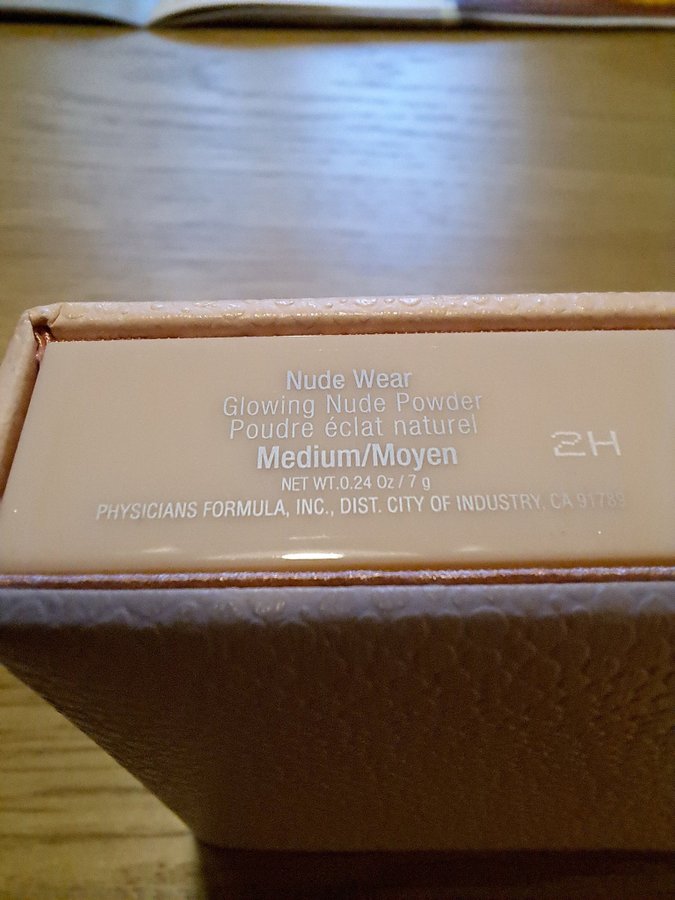 Nude Wear
Glowing Nude Powder
Poudre éclat naturel
Medium/Moyen
2H
NET WT.0.24 Oz / 7 g
PHYSICIANS FORMULA, INC., DIST. CITY OF INDUSTRY, CA 91789